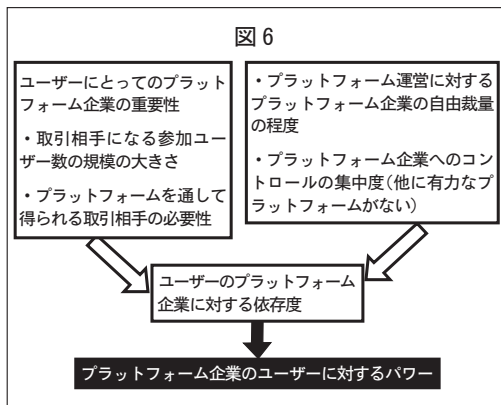 図6
ユーザーにとってのプラット
フォーム企業の重要性
・取引相手になる参加ユー
ザー数の規模の大きさ
・プラットフォームを通して
得られる取引相手の必要性
・プラットフォーム運営に対する
プラットフォーム企業の自由裁量
の程度
・プラットフォーム企業へのコン
トロールの集中度(他に有力なプ
ラットフォームがない)
ユーザーのプラットフォーム
企業に対する依存度
プラットフォーム企業のユーザーに対するパワー